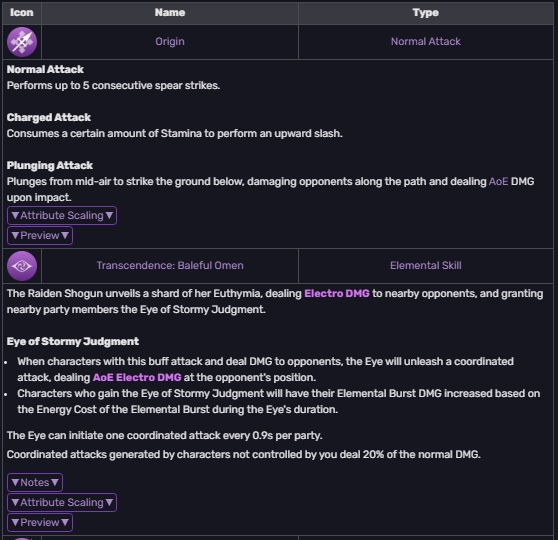 Icon Name Type
Origin Normal Attack
Normal Attack
Performs up to 5 consecutive spear strikes.
Charged Attack
Consumes a certain amount of Stamina to perform an upward slash.
Plunging Attack
Plunges from mid-air to strike the ground below, damaging opponents along the path and dealing AoE DMG
upon impact.
▼Attribute Scaling▼
▼Preview▼
Transcendence: Baleful Omen Elemental Skill
The Raiden Shogun unveils a shard of her Euthymia, dealing Electro DMG to nearby opponents, and granting
nearby party members the Eye of Stormy Judgment.
Eye of Stormy Judgment
• When characters with this buff attack and deal DMG to opponents, the Eye will unleash a coordinated
attack, dealing AoE Electro DMG at the opponent's position.
• Characters who gain the Eye of Stormy Judgment will have their Elemental Burst DMG increased based on
the Energy Cost of the Elemental Burst during the Eye's duration.
The Eye can initiate one coordinated attack every 0.9s per party.
Coordinated attacks generated by characters not controlled by you deal 20% of the normal DMG.
▼Notes▼
▼Attribute Scaling▼
▼Preview▼